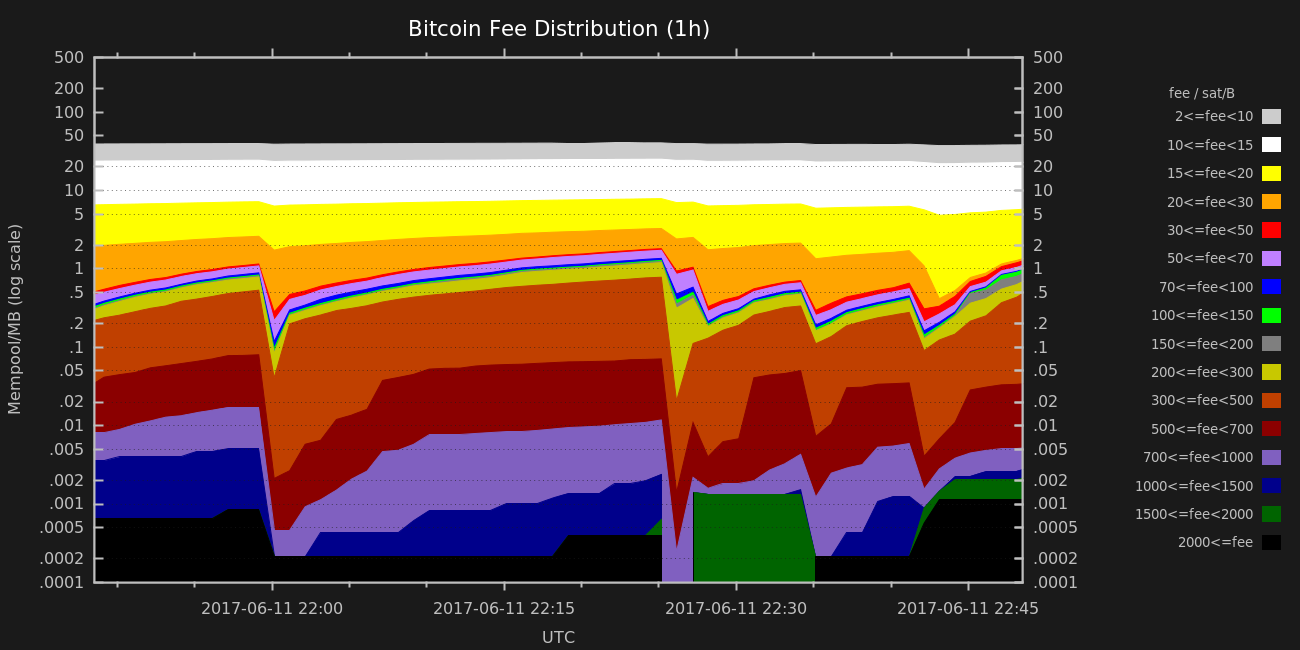 Bitcoin Fee Distribution (1h)
Mempool/MB (log scale)
500
200
100
50
20
10
5
2
1
.5
.2
.1
.05
.02
.01
.005
.002
.001
.0005
.0002
.0001
500
200
100
50
20
10
5
2
1
.5
.2
.1
.05
.02
.01
.005
.002
.001
.0005
.0002
.0001
2017-06-11 22:00
2017-06-11 22:15
2017-06-11 22:30
2017-06-11 22:45
UTC
fee / sat/B
2<=fee<10
10<=fee<15
15<=fee<20
20<=fee<30
30<=fee<50
50<=fee<70
70<=fee<100
100<=fee<150
150<=fee<200
200<=fee<300
300<=fee<500
500<=fee<700
700<=fee<1000
1000<=fee<1500
1500<=fee<2000
2000<=fee